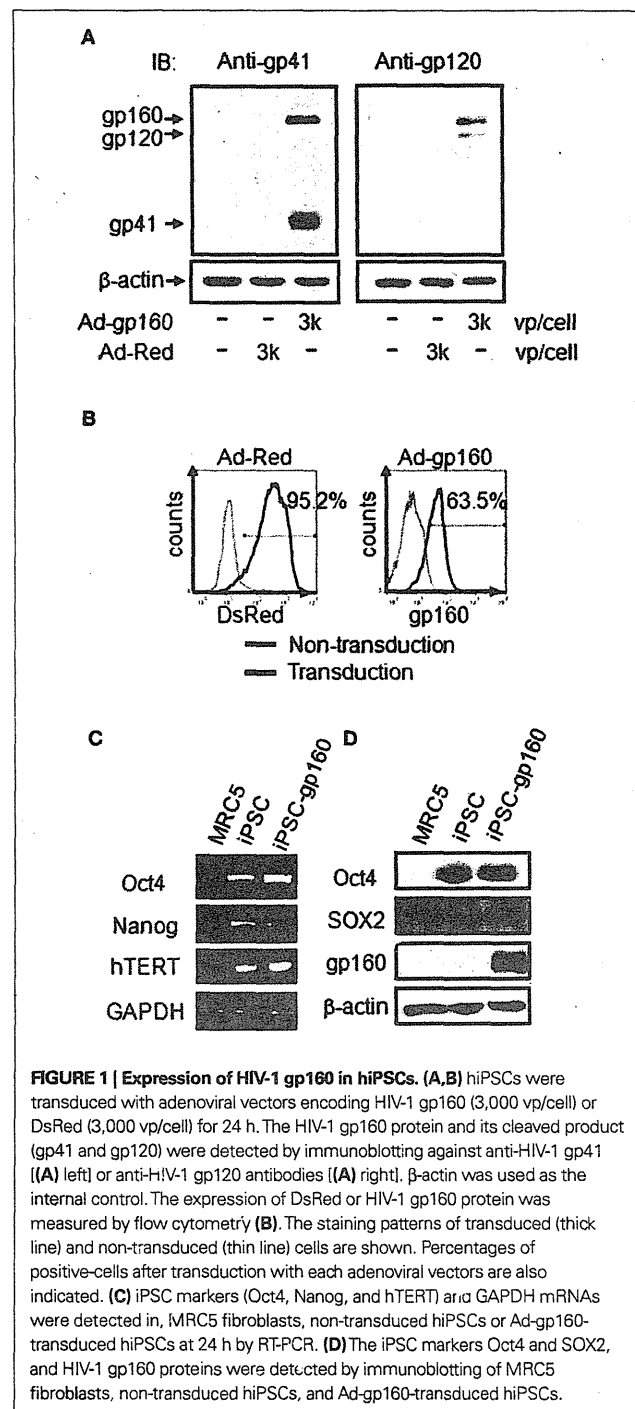 A
IB: Anti-gp41 Anti-gp120
gp160
gp120
gp41
β-actin
Ad-gp160 - - 3k - - 3k vp/cell
Ad-Red - 3k - - 3k - vp/cell
B
Ad-Red Ad-gp160
95.2% 63.5%
counts counts
DsRed gp160
Non-transduction
Transduction
C D
MRC5 iPSC iPSC-gp160 MRC5 iPSC iPSC-gp160
Oct4 Oct4
Nanog SOX2
hTERT gp160
GAPDH β-actin
FIGURE 1 | Expression of HIV-1 gp160 in hiPSCs. (A,B) hiPSCs were
transduced with adenoviral vectors encoding HIV-1 gp160 (3,000 vp/cell) or
DsRed (3,000 vp/cell) for 24 h. The HIV-1 gp160 protein and its cleaved product
(gp41 and gp120) were detected by immunoblotting against anti-HIV-1 gp41
[(A) left] or anti-HIV-1 gp120 antibodies [(A) right]. β-actin was used as the
internal control. The expression of DsRed or HIV-1 gp160 protein was
measured by flow cytometry (B). The staining patterns of transduced (thick
line) and non-transduced (thin line) cells are shown. Percentages of
positive-cells after transduction with each adenoviral vectors are also
indicated. (C) iPSC markers (Oct4, Nanog, and hTERT) and GAPDH mRNAs
were detected in, MRC5 fibroblasts, non-transduced hiPSCs or Ad-gp160-
transduced hiPSCs at 24 h by RT-PCR. (D) The iPSC markers Oct4 and SOX2,
and HIV-1 gp160 proteins were detected by immunoblotting of MRC5
fibroblasts, non-transduced hiPSCs, and Ad-gp160-transduced hiPSCs.